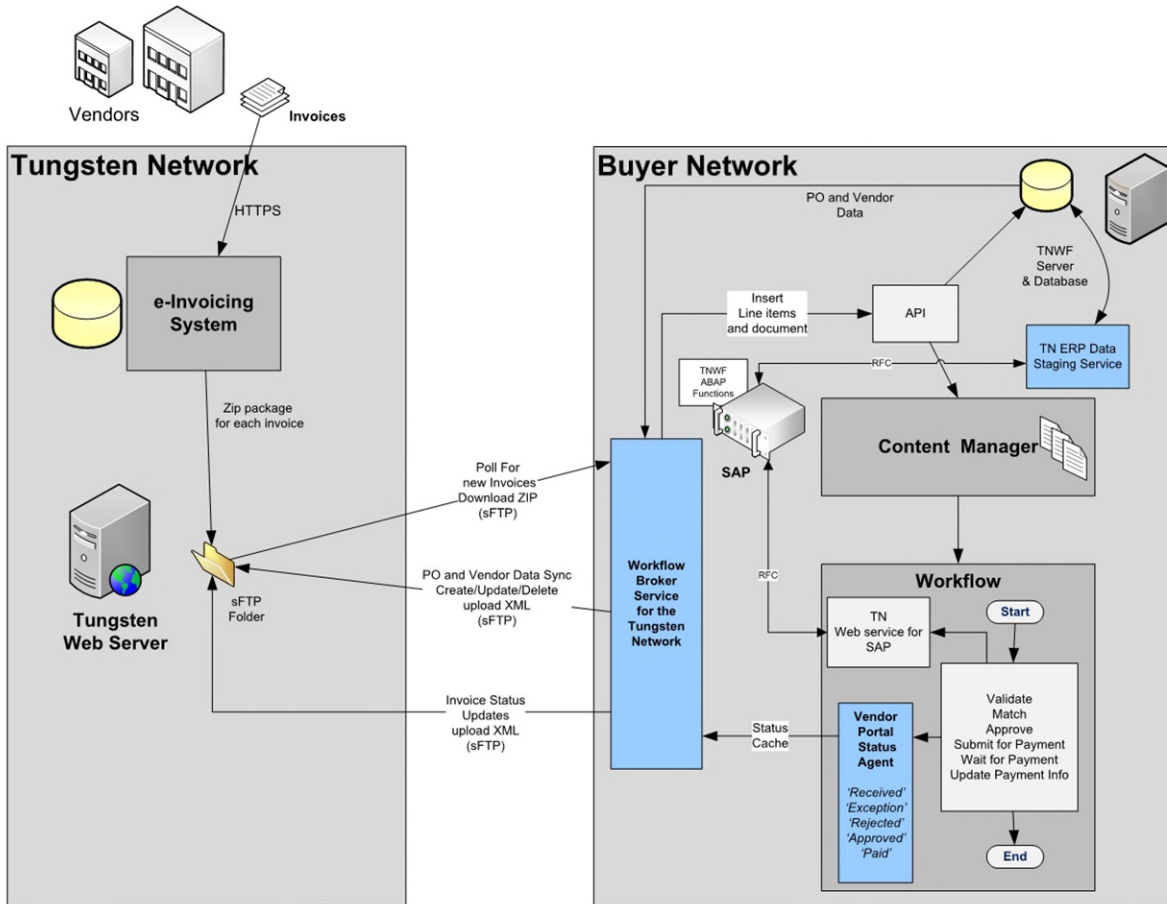 Vendors
Invoices
Tungsten Network
HTTPS
e-Invoicing
System
Zip package
for each invoice
Tungsten
Web Server
sFTP
Folder
Poll For
new Invoices
Download ZIP
(sFTP)
PO and Vendor Data Sync
Create/Update/Delete
upload XML
(sFTP)
Invoice Status
Updates
upload XML
(sFTP)
Buyer Network
PO and Vendor
Data
TNWF
Server
& Database
Insert
Line items
and document
API
TN ERP Data
Staging Service
RFC
TNWF
ABAP
Functions
SAP
Content Manager
Workflow
Broker
Service
for the
Tungsten
Network
RFC
Workflow
Start
TN
Web service for
SAP
Validate
Match
Approve
Submit for Payment
Wait for Payment
Update Payment Info
Status
Cache
Vendor
Portal
Status
Agent
‘Received’
‘Exception’
‘Rejected’
‘Approved’
‘Paid’
End